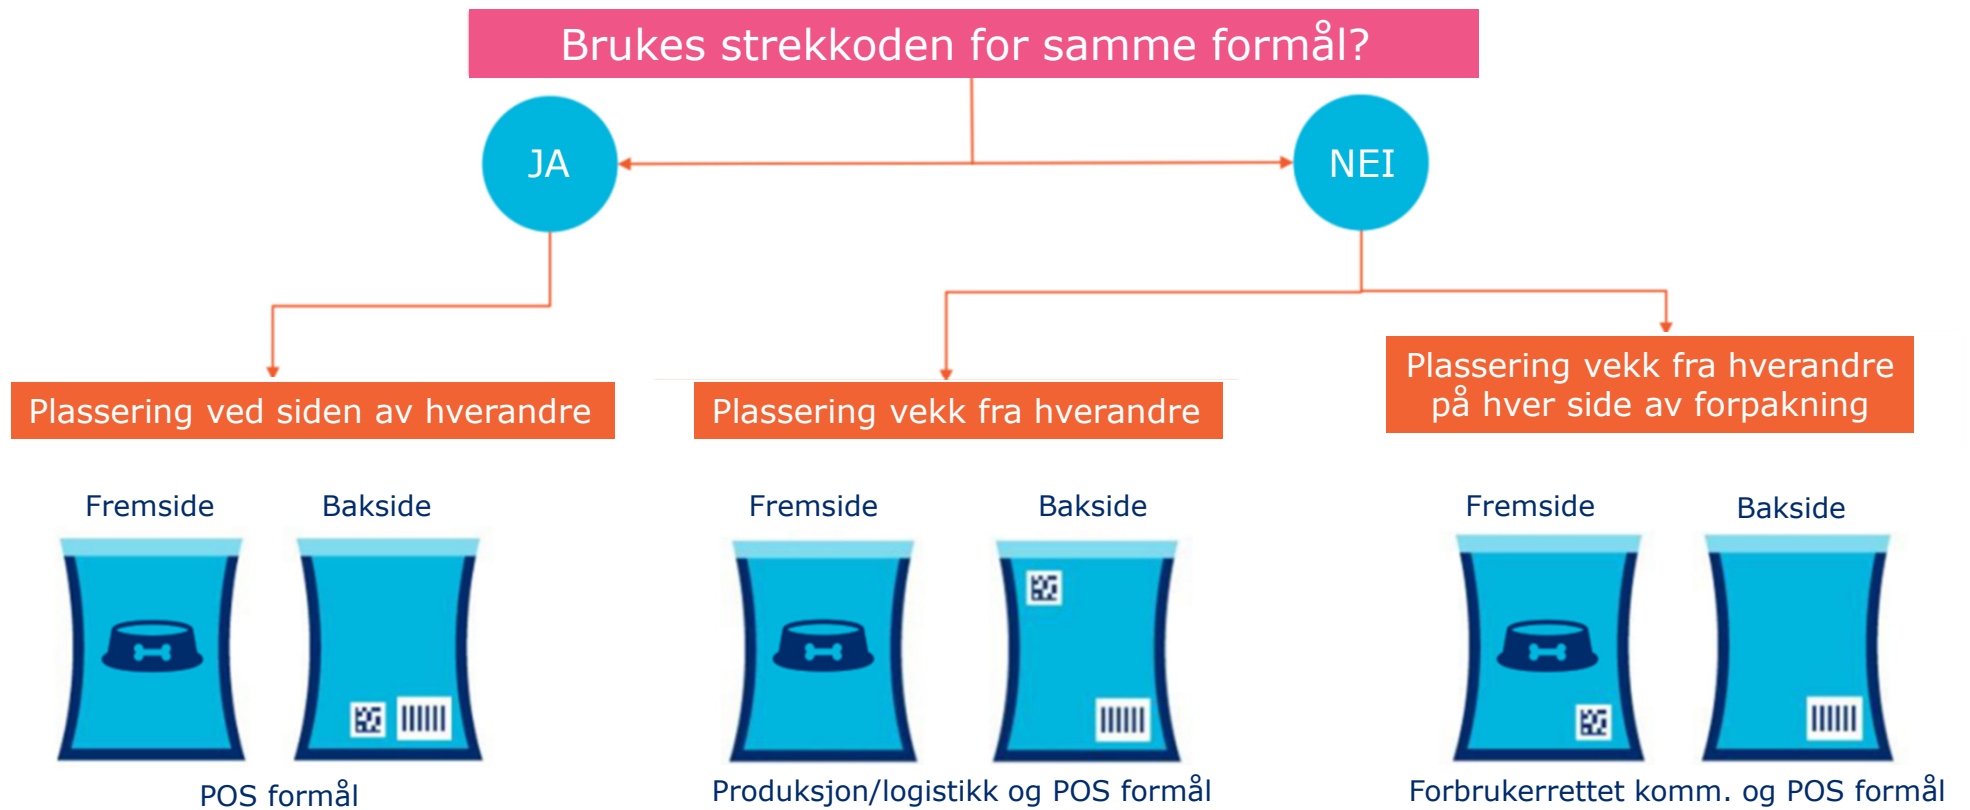 Brukes strekkoden for samme formål?
JA
NEI
Plassering ved siden av hverandre
Plassering vekk fra hverandre
Plassering vekk fra hverandre
på hver side av forpakning
Fremside
Bakside
Fremside
Bakside
Fremside
Bakside
POS formål
Produksjon/logistikk og POS formål
Forbrukerrettet komm. og POS formål